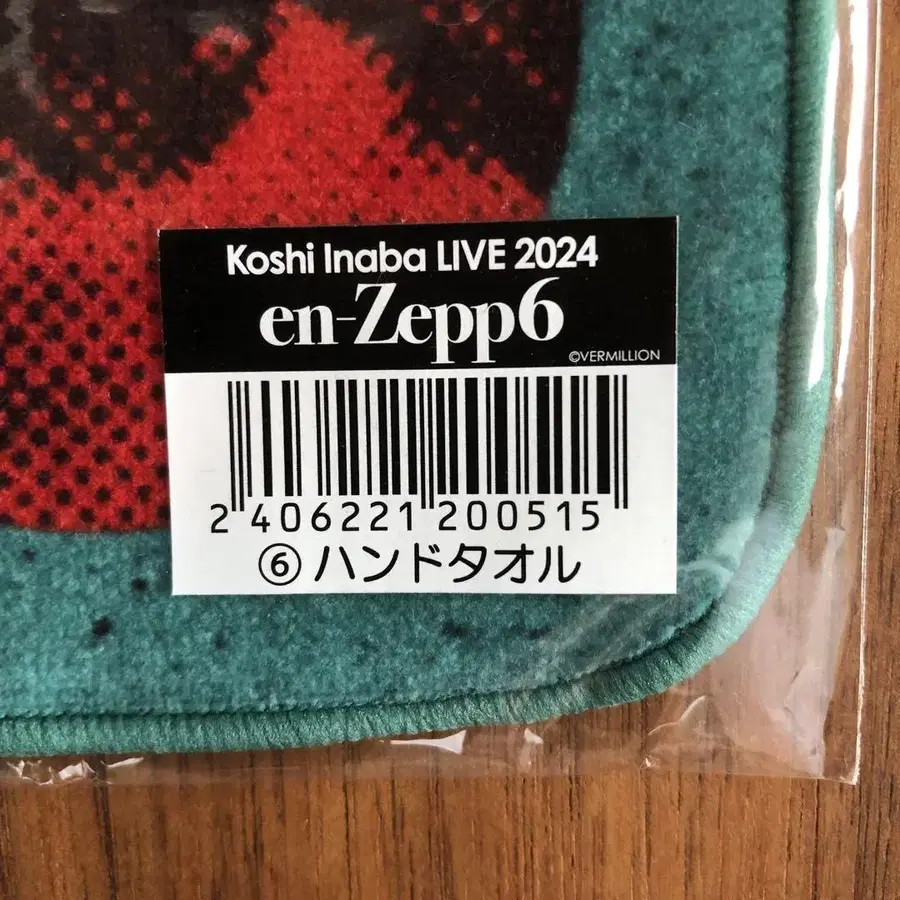 Koshi Inaba LIVE 2024
en-Zepp6
©VERMILLION
2 406221 200515
⑥ハンドタオル